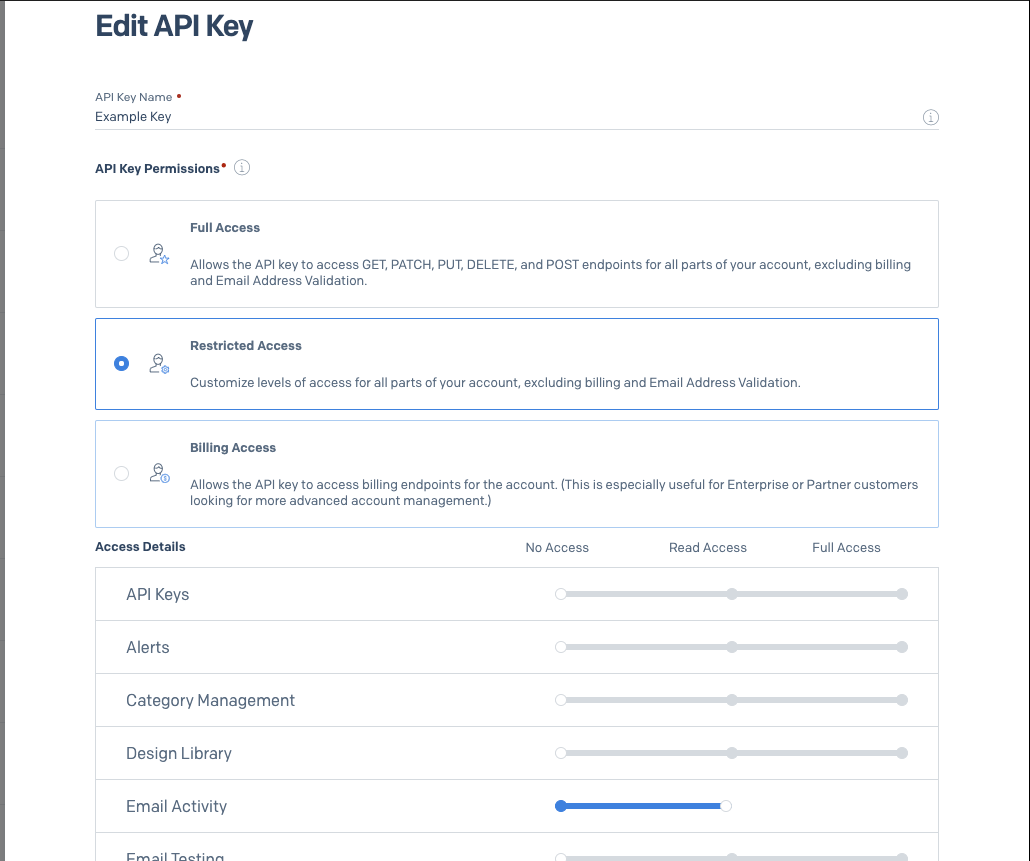 Edit API Key
API Key Name
Example Key
API Key Permissions
Full Access
Allows the API key to access GET, PATCH, PUT, DELETE, and POST endpoints for all parts of your account, excluding billing
and Email Address Validation.
Restricted Access
Customize levels of access for all parts of your account, excluding billing and Email Address Validation.
Billing Access
Allows the API key to access billing endpoints for the account. (This is especially useful for Enterprise or Partner customers
looking for more advanced account management.)
Access Details No Access Read Access Full Access
API Keys
Alerts
Category Management
Design Library
Email Activity
Email Testing